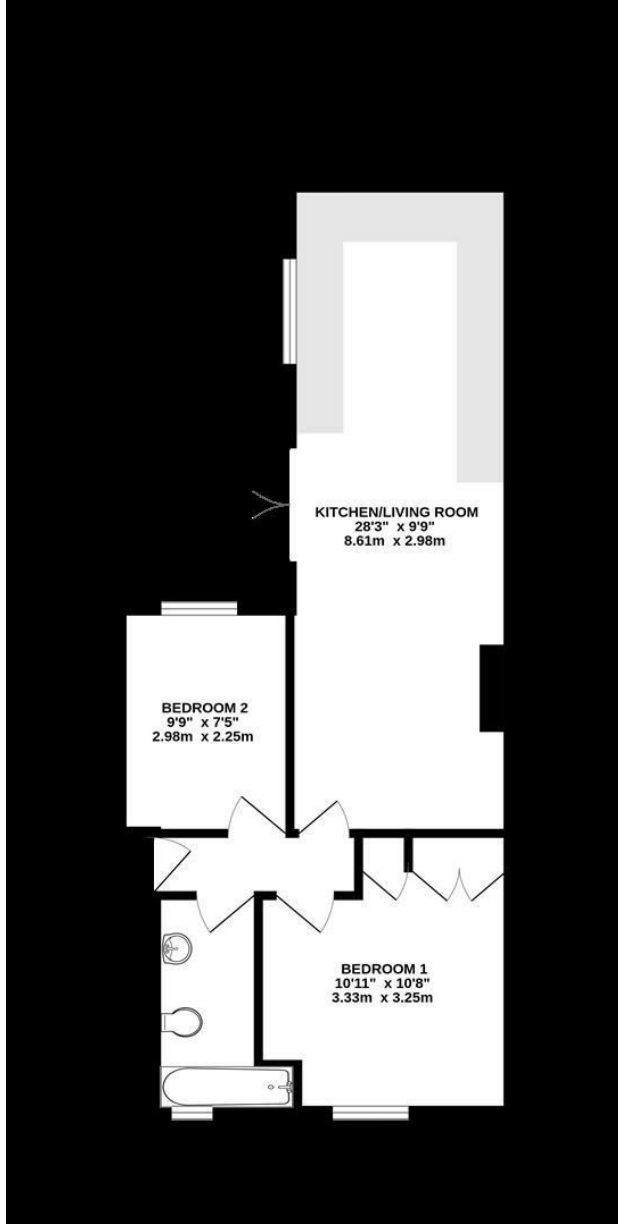 KITCHEN/LIVING ROOM
28'3" x 9'9"
8.61m x 2.98m
BEDROOM 2
9'9" x 7'5"
2.98m x 2.25m
BEDROOM 1
10'11" x 10'8"
3.33m x 3.25m